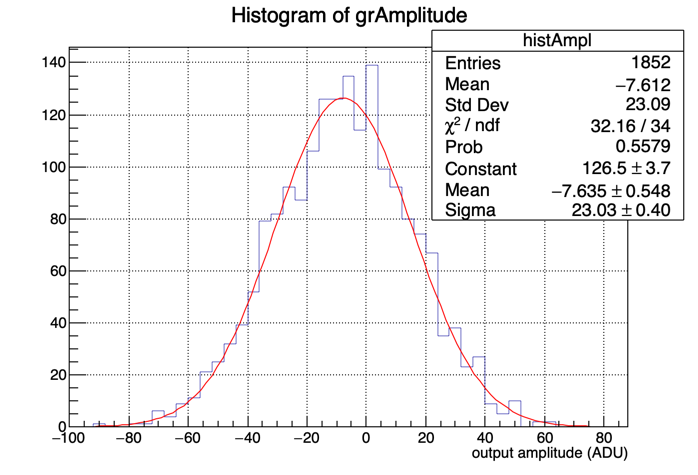 Histogram of grAmplitude
histAmpl
Entries 1852
Mean −7.612
Std Dev 23.09
χ² / ndf 32.16 / 34
Prob 0.5579
Constant 126.5 ± 3.7
Mean −7.635 ± 0.548
Sigma 23.03 ± 0.40
140
120
100
80
60
40
20
0
−100 −80 −60 −40 −20 0 20 40 60 80
output amplitude (ADU)